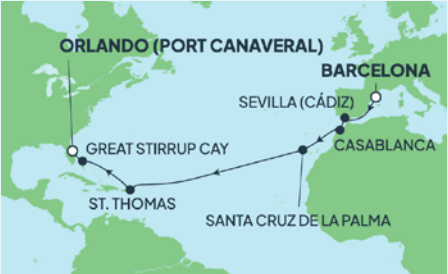 ORLANDO (PORT CANAVERAL)
BARCELONA
SEVILLA (CÁDIZ)
GREAT STIRRUP CAY
CASABLANCA
ST. THOMAS
SANTA CRUZ DE LA PALMA